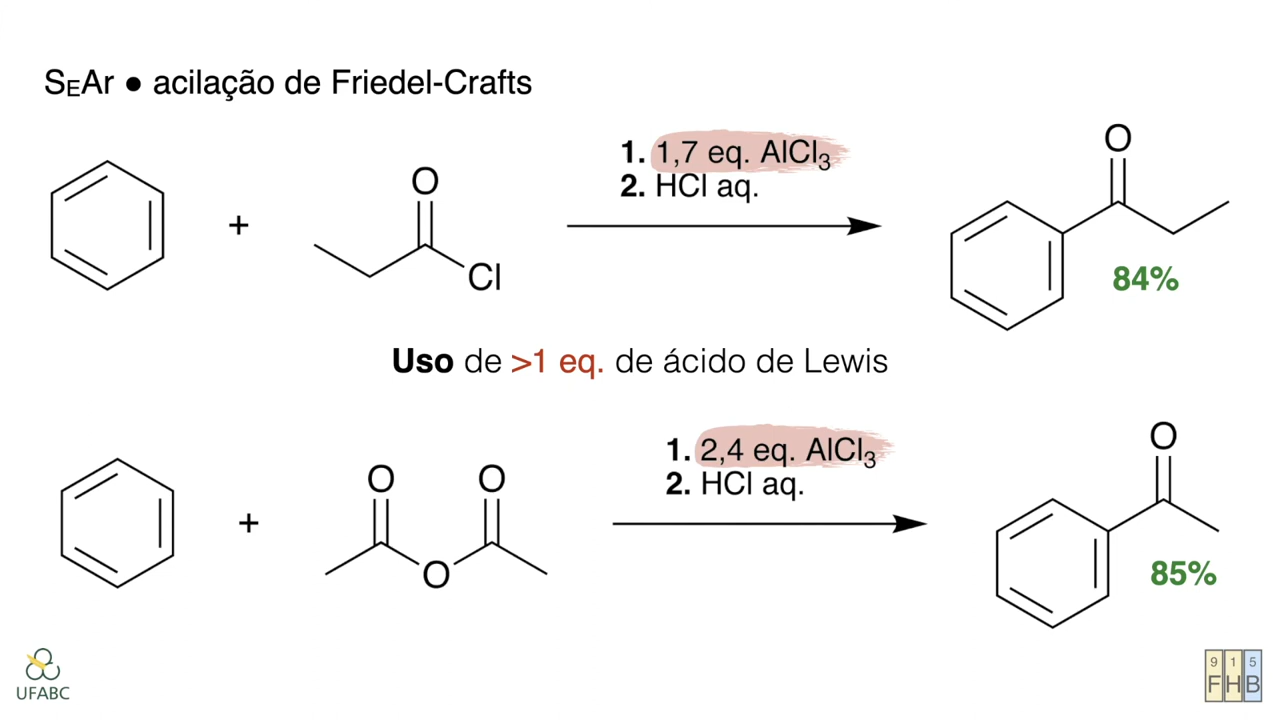 SEAr ● acilação de Friedel-Crafts
O
1. 1,7 eq. AlCl3
2. HCl aq.
O
+
Cl
84%
Uso de >1 eq. de ácido de Lewis
O
1. 2,4 eq. AlCl3
2. HCl aq.
O O
+
O
85%
UFABC
9 1 5
F H B